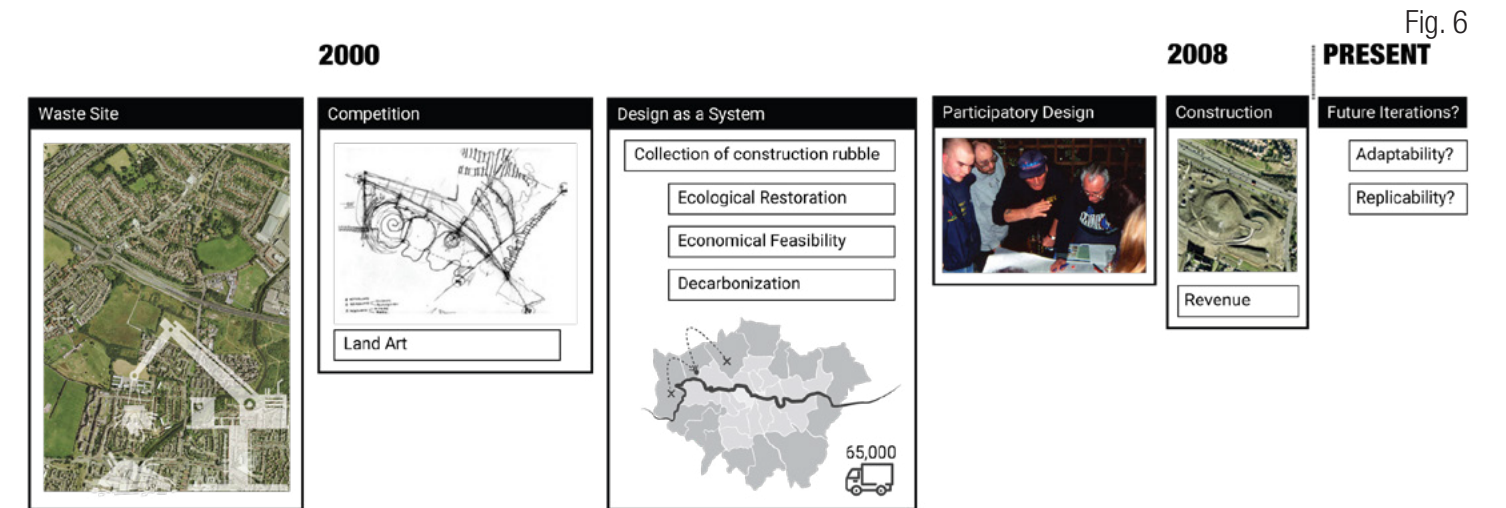 Fig. 6
2000
2008
PRESENT
Waste Site
Competition
Land Art
Design as a System
Collection of construction rubble
Ecological Restoration
Economical Feasibility
Decarbonization
65,000
Participatory Design
Construction
Revenue
Future Iterations?
Adaptability?
Replicability?